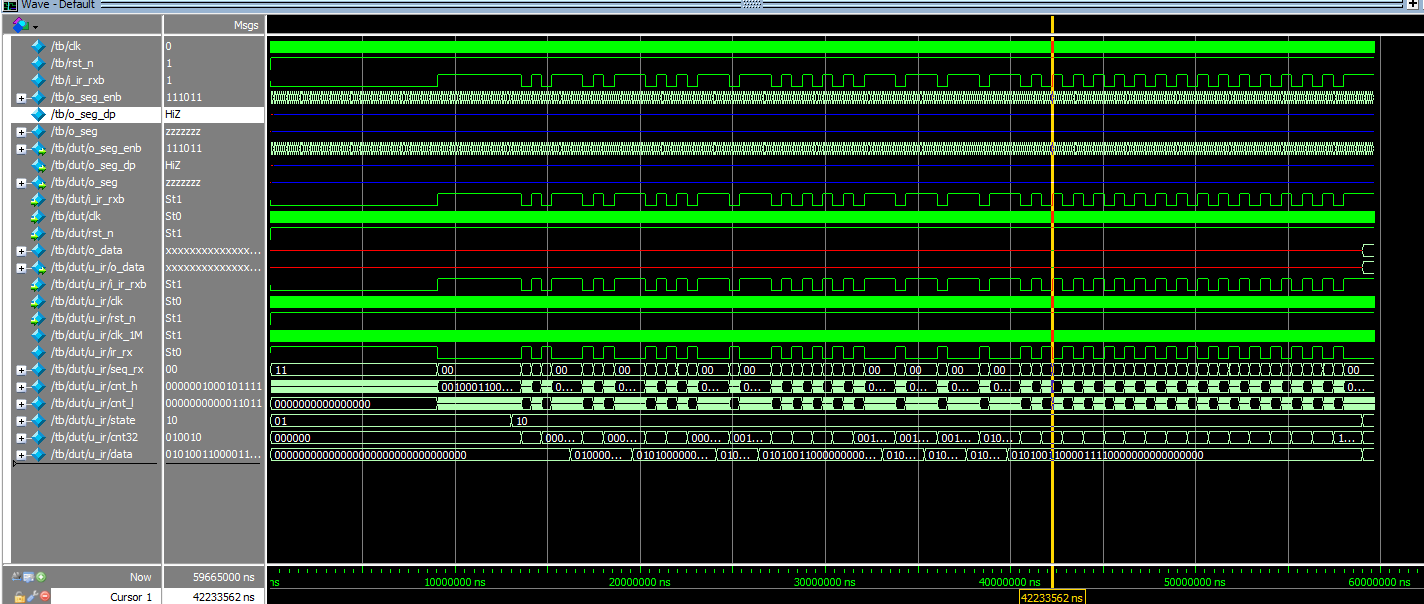 Wave - Default
Msgs
/tb/clk 0
/tb/rst_n 1
/tb/i_ir_rxb 1
/tb/o_seg_enb 111011
/tb/o_seg_dp HiZ
/tb/o_seg zzzzzzz
/tb/dut/o_seg_enb 111011
/tb/dut/o_seg_dp HiZ
/tb/dut/o_seg zzzzzzz
/tb/dut/i_ir_rxb St1
/tb/dut/clk St0
/tb/dut/rst_n St1
/tb/dut/o_data xxxxxxxxxxxxxxx...
/tb/dut/u_ir/o_data xxxxxxxxxxxxxxx...
/tb/dut/u_ir/i_ir_rxb St1
/tb/dut/u_ir/clk St0
/tb/dut/u_ir/rst_n St1
/tb/dut/u_ir/clk_1M St1
/tb/dut/u_ir/ir_rx St0
/tb/dut/u_ir/seq_rx 00 11 00 00 00 00 00 00 00 00 00 00 00
/tb/dut/u_ir/cnt_h 0000001000101111 001001100... 0... 0... 0... 0... 0... 0... 0... 0... 0...
/tb/dut/u_ir/cnt_l 0000000000011011 0000000000000000
/tb/dut/u_ir/state 10 01 10
/tb/dut/u_ir/cnt32 010010 000000 000... 000... 000... 001... 001... 001... 001... 010... 1...
/tb/dut/u_ir/data 01010011000011... 00000000000000000000000000000000 010000... 0101000000... 010... 01010011000000000... 010... 010... 010... 01010011000011110000000000000000
Now 59665000 ns ns 10000000 ns 20000000 ns 30000000 ns 40000000 ns 50000000 ns 60000000 ns
Cursor 1 42233562 ns 42233562 ns